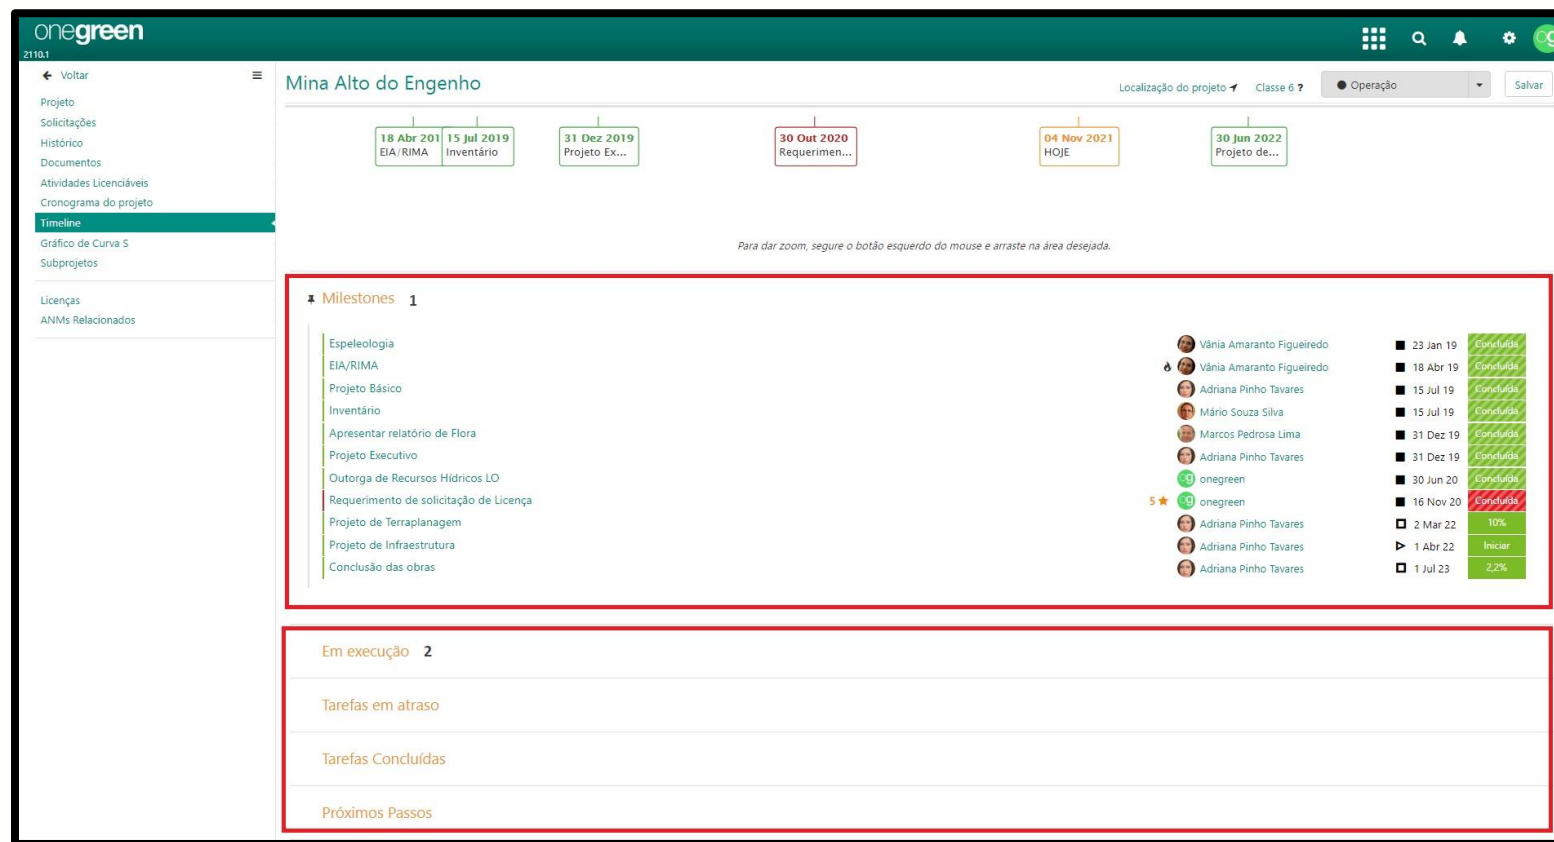 onegreen
2110.1
Voltar
Projeto
Solicitações
Histórico
Documentos
Atividades Licenciáveis
Cronograma do projeto
Timeline
Gráfico de Curva S
Subprojetos
Licenças
ANMs Relacionados
Mina Alto do Engenho
Localização do projeto Classe 6 ? Operação Salvar
18 Abr 201 15 Jul 2019 31 Dez 2019 30 Out 2020 04 Nov 2021 30 Jun 2022
EIA/RIMA Inventário Projeto Ex... Requerimen... HOJE Projeto de...
Para dar zoom, segure o botão esquerdo do mouse e arraste na área desejada.
Milestones 1
Espeleologia Vânia Amaranto Figueiredo 23 Jan 19 Concluída
EIA/RIMA Vânia Amaranto Figueiredo 18 Abr 19 Concluída
Projeto Básico Adriana Pinho Tavares 15 Jul 19 Concluída
Inventário Mário Souza Silva 15 Jul 19 Concluída
Apresentar relatório de Flora Marcos Pedrosa Lima 31 Dez 19 Concluída
Projeto Executivo Adriana Pinho Tavares 31 Dez 19 Concluída
Outorga de Recursos Hídricos LO og onegreen 30 Jun 20 Concluída
Requerimento de solicitação de Licença 5 og onegreen 16 Nov 20 Concluída
Projeto de Terraplanagem Adriana Pinho Tavares 2 Mar 22 10%
Projeto de Infraestrutura Adriana Pinho Tavares 1 Abr 22 Iniciar
Conclusão das obras Adriana Pinho Tavares 1 Jul 23 2,2%
Em execução 2
Tarefas em atraso
Tarefas Concluídas
Próximos Passos